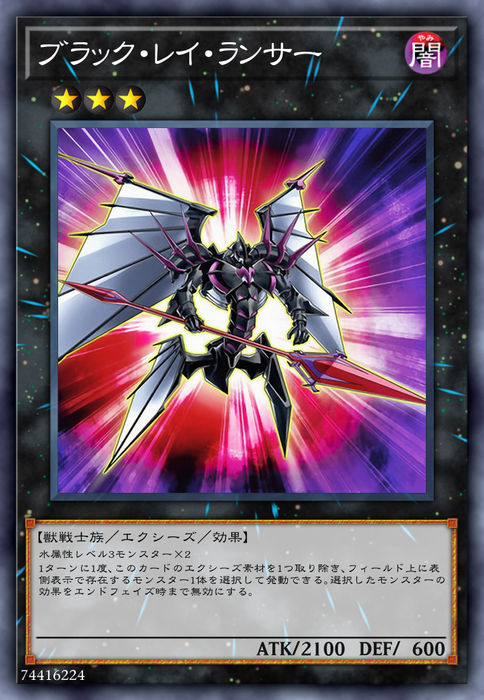 ブラック・レイ・ランサー
やみ
闇
【獣戦士族／エクシーズ／効果】
水属性レベル3モンスター×2
1ターンに1度、このカードのエクシーズ素材を1つ取り除き、フィールド上に表
側表示で存在するモンスター1体を選択して発動できる。選択したモンスターの
効果をエンドフェイズ時まで無効にする。
ATK/2100 DEF/ 600
74416224